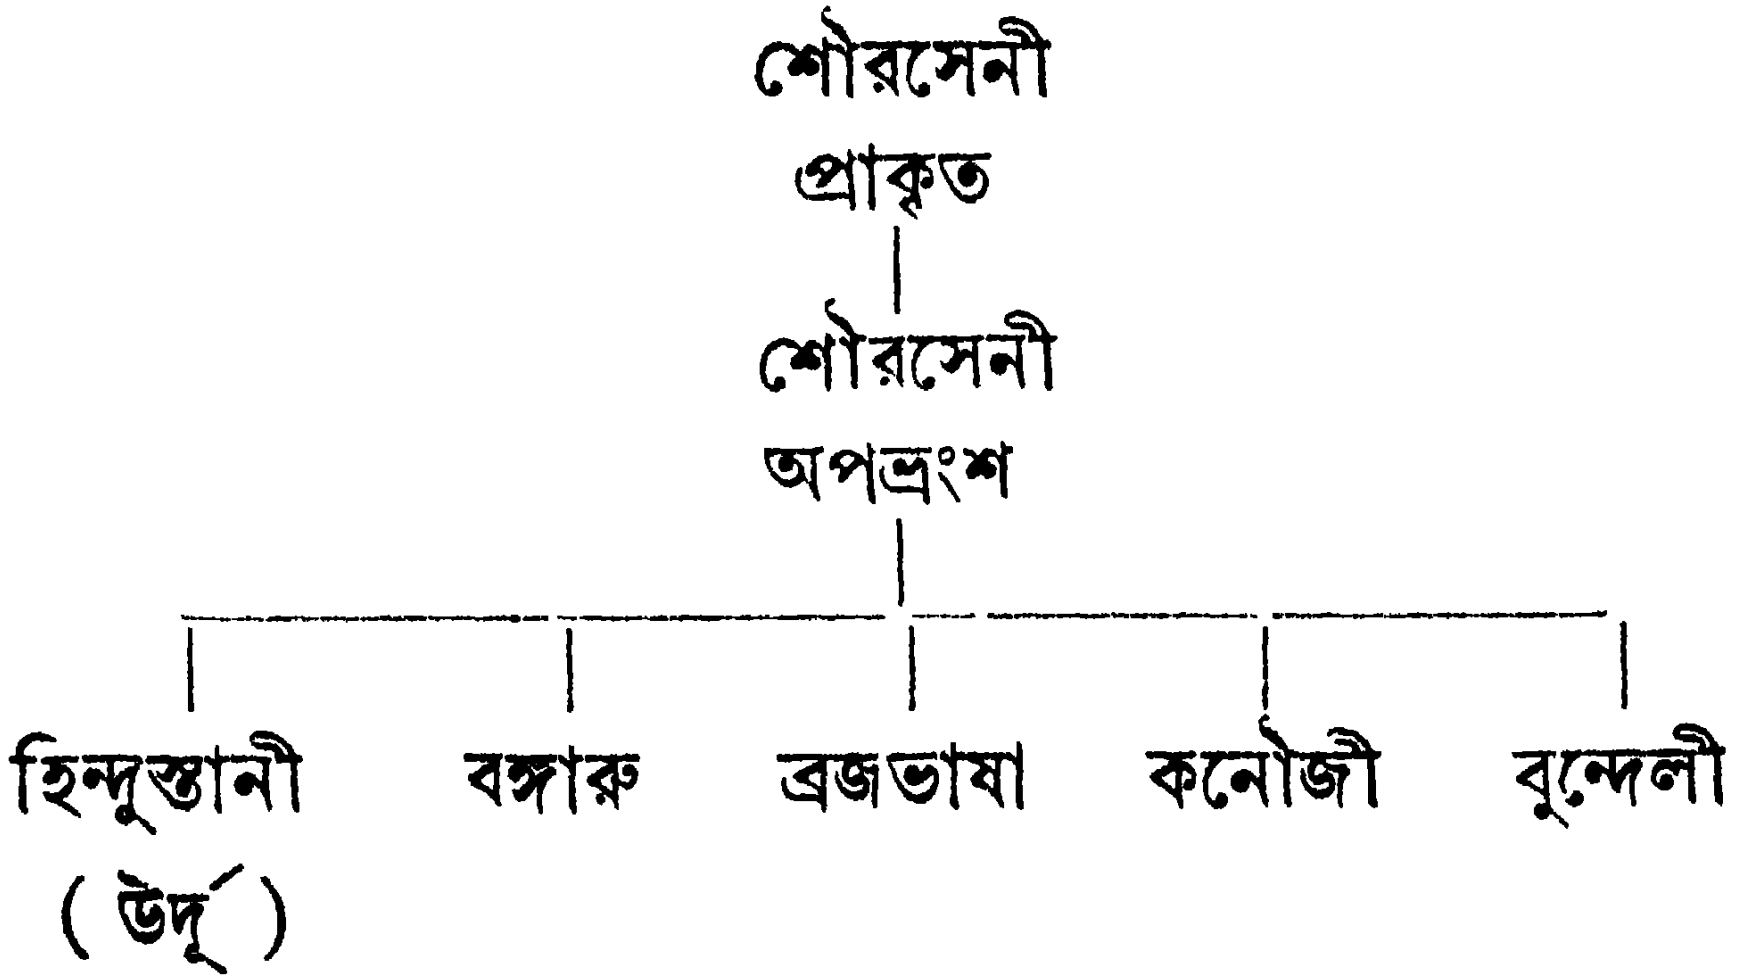 শৌরসেনী
প্রাকৃত
শৌরসেনী
অপভ্রংশ
হিন্দুস্তানী বঙ্গারু ব্রজভাষা কনৌজী বুন্দেলী
( উর্দূ )